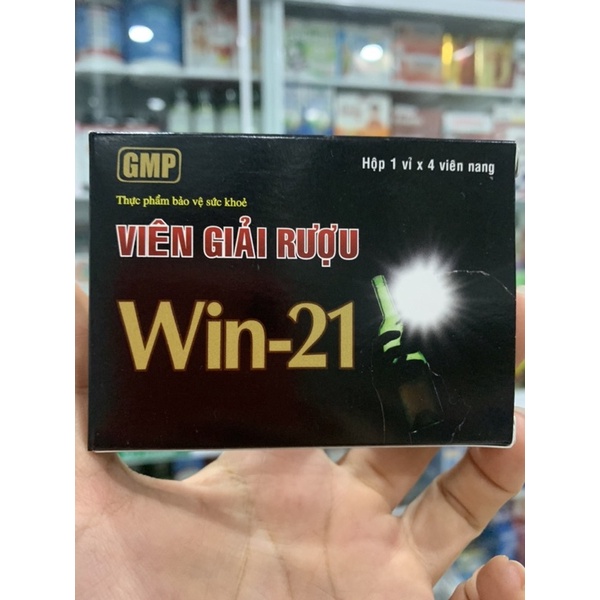 GMP
Hộp 1 vỉ x 4 viên nang
Thực phẩm bảo vệ sức khoẻ
VIÊN GIẢI RƯỢU
Win-21